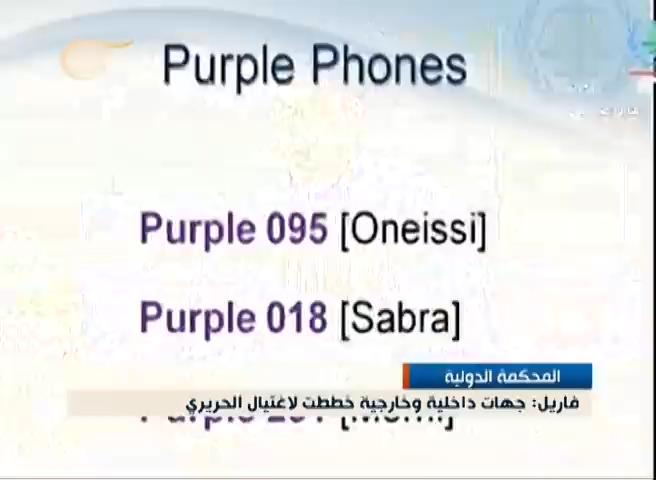 Purple Phones
Purple 095 [Oneissi]
Purple 018 [Sabra]
المحكمة الدولية
فاريل: جهات داخلية وخارجية خططت لاغتيال الحريري